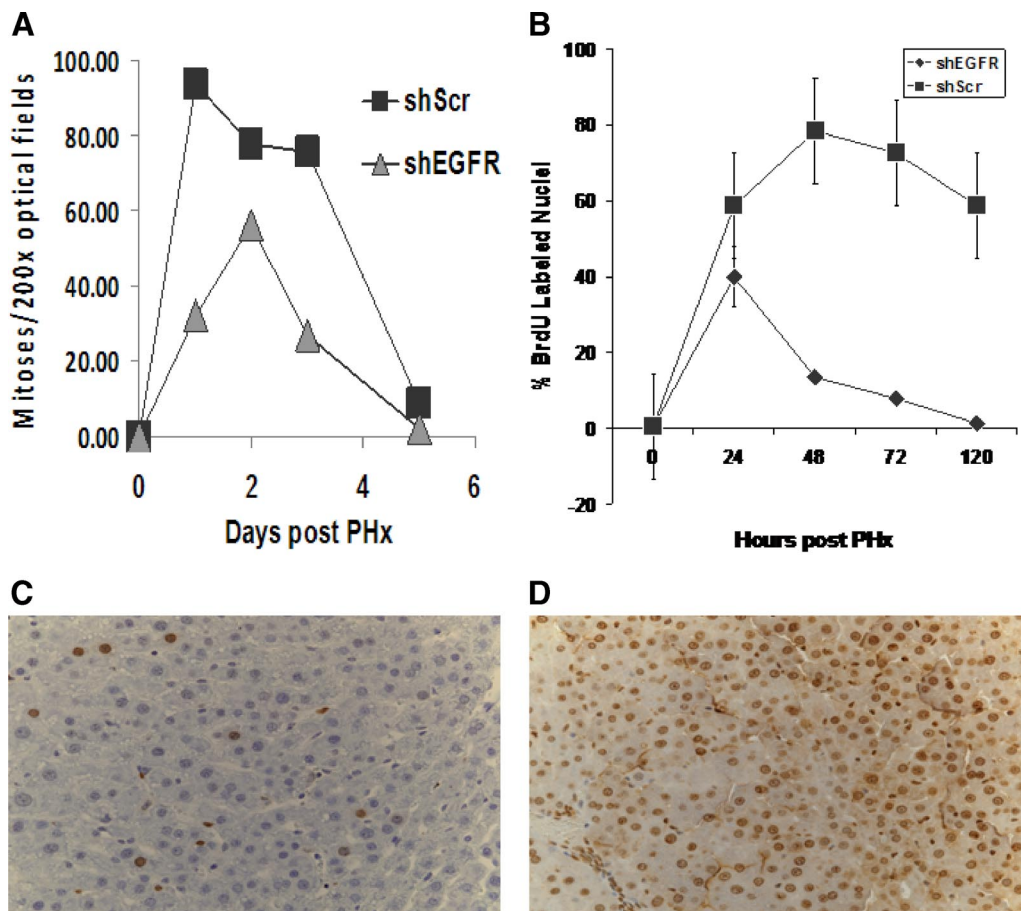 A
Mitoses/200x optical fields
100.00
80.00
60.00
40.00
20.00
0.00
0
2
4
6
Days post PHx
shScr
shEGFR
B
% BrdU Labeled Nuclei
100
80
60
40
20
0
-20
0
24
48
72
120
Hours post PHx
shEGFR
shScr
C
D